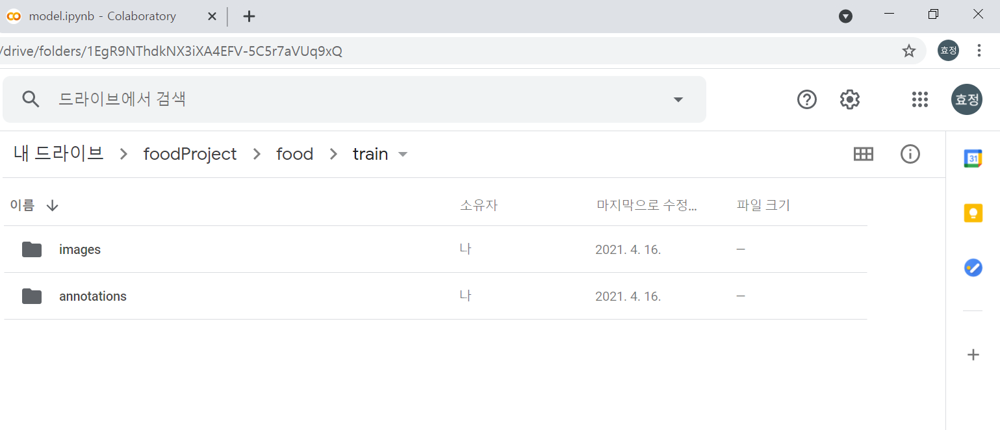 model.ipynb - Colaboratory
/drive/folders/1EgR9NThdkNX3iXA4EFV-5C5r7aVUq9xQ
효정
드라이브에서 검색
효정
내 드라이브 > foodProject > food > train
31
이름 소유자 마지막으로 수정... 파일 크기
images 나 2021. 4. 16. —
annotations 나 2021. 4. 16. —